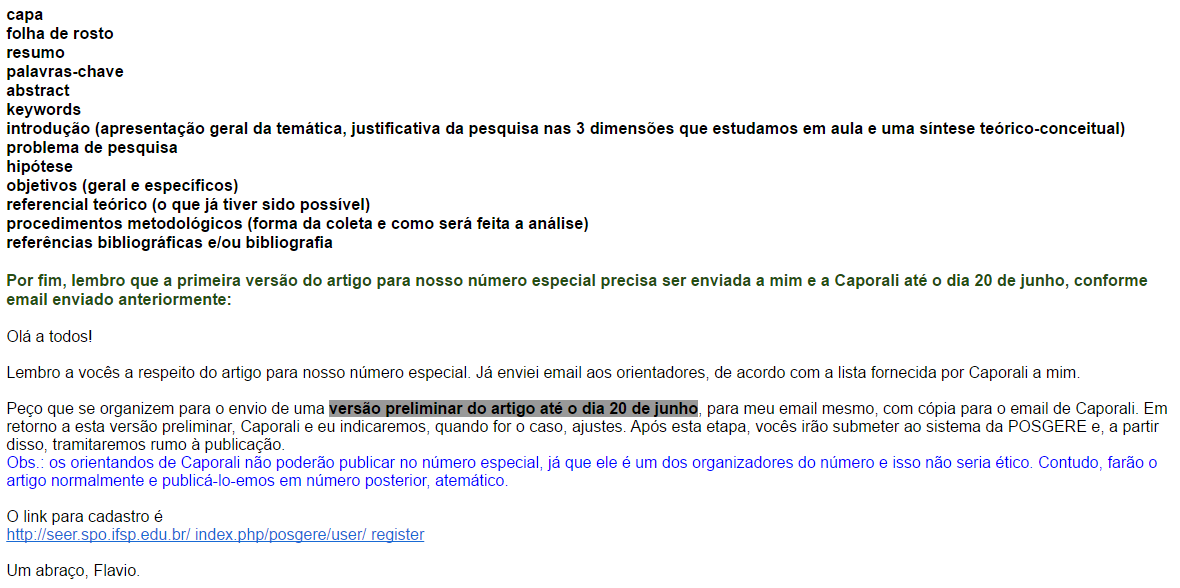 capa
folha de rosto
resumo
palavras-chave
abstract
keywords
introdução (apresentação geral da temática, justificativa da pesquisa nas 3 dimensões que estudamos em aula e uma síntese teórico-conceitual)
problema de pesquisa
hipótese
objetivos (geral e específicos)
referencial teórico (o que já tiver sido possível)
procedimentos metodológicos (forma da coleta e como será feita a análise)
referências bibliográficas e/ou bibliografia
Por fim, lembro que a primeira versão do artigo para nosso número especial precisa ser enviada a mim e a Caporali até o dia 20 de junho, conforme
email enviado anteriormente:
Olá a todos!
Lembro a vocês a respeito do artigo para nosso número especial. Já enviei email aos orientadores, de acordo com a lista fornecida por Caporali a mim.
Peço que se organizem para o envio de uma versão preliminar do artigo até o dia 20 de junho, para meu email mesmo, com cópia para o email de Caporali. Em
retorno a esta versão preliminar, Caporali e eu indicaremos, quando for o caso, ajustes. Após esta etapa, vocês irão submeter ao sistema da POSGERE e, a partir
disso, tramitaremos rumo à publicação.
Obs.: os orientandos de Caporali não poderão publicar no número especial, já que ele é um dos organizadores do número e isso não seria ético. Contudo, farão o
artigo normalmente e publicá-lo-emos em número posterior, atemático.
O link para cadastro é
http://seer.spo.ifsp.edu.br/ index.php/posgere/user/ register
Um abraço, Flavio.